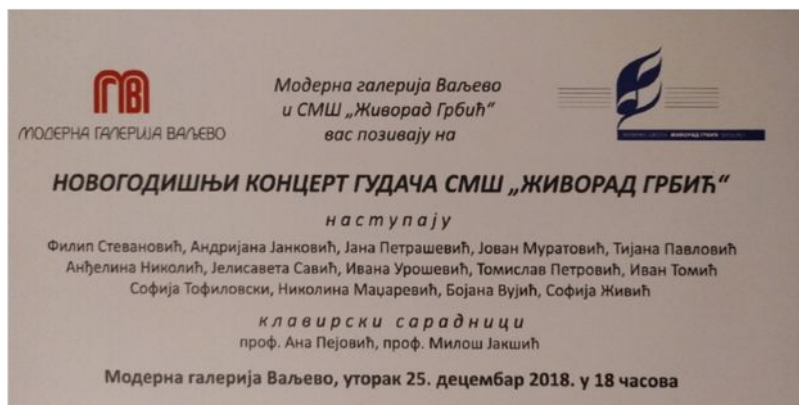 Модерна галерија Ваљево
и СМШ „Живорад Грбић“
вас позивају на
МОДЕРНА ГАЛЕРИЈА ВАЉЕВО
НОВОГОДИШЊИ КОНЦЕРТ ГУДАЧА СМШ „ЖИВОРАД ГРБИЋ“
наступају
Филип Стевановић, Андријана Јанковић, Јана Петрашевић, Јован Муратовић, Тијана Павловић
Анђелина Николић, Јелисавета Савић, Ивана Урошевић, Томислав Петровић, Иван Томић
Софија Тофиловски, Николина Маџаревић, Бојана Вујић, Софија Живић
клавирски сарадници
проф. Ана Пејовић, проф. Милош Јакшић
Модерна галерија Ваљево, уторак 25. децембар 2018. у 18 часова